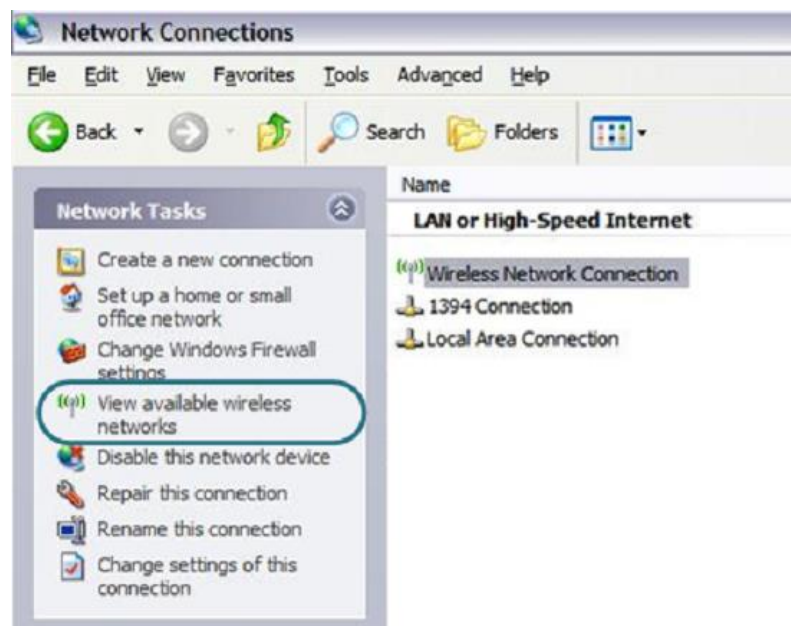 Network Connections
File Edit View Favorites Tools Advanced Help
Back Search Folders
Network Tasks
Create a new connection
Set up a home or small
office network
Change Windows Firewall
settings
View available wireless
networks
Disable this network device
Repair this connection
Rename this connection
Change settings of this
connection
Name
LAN or High-Speed Internet
Wireless Network Connection
1394 Connection
Local Area Connection